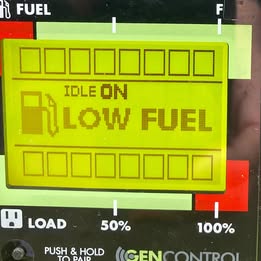 FUEL F
IDLE ON
LOW FUEL
LOAD 50% 100%
PUSH & HOLD
TO PAIR
GENCONTROL